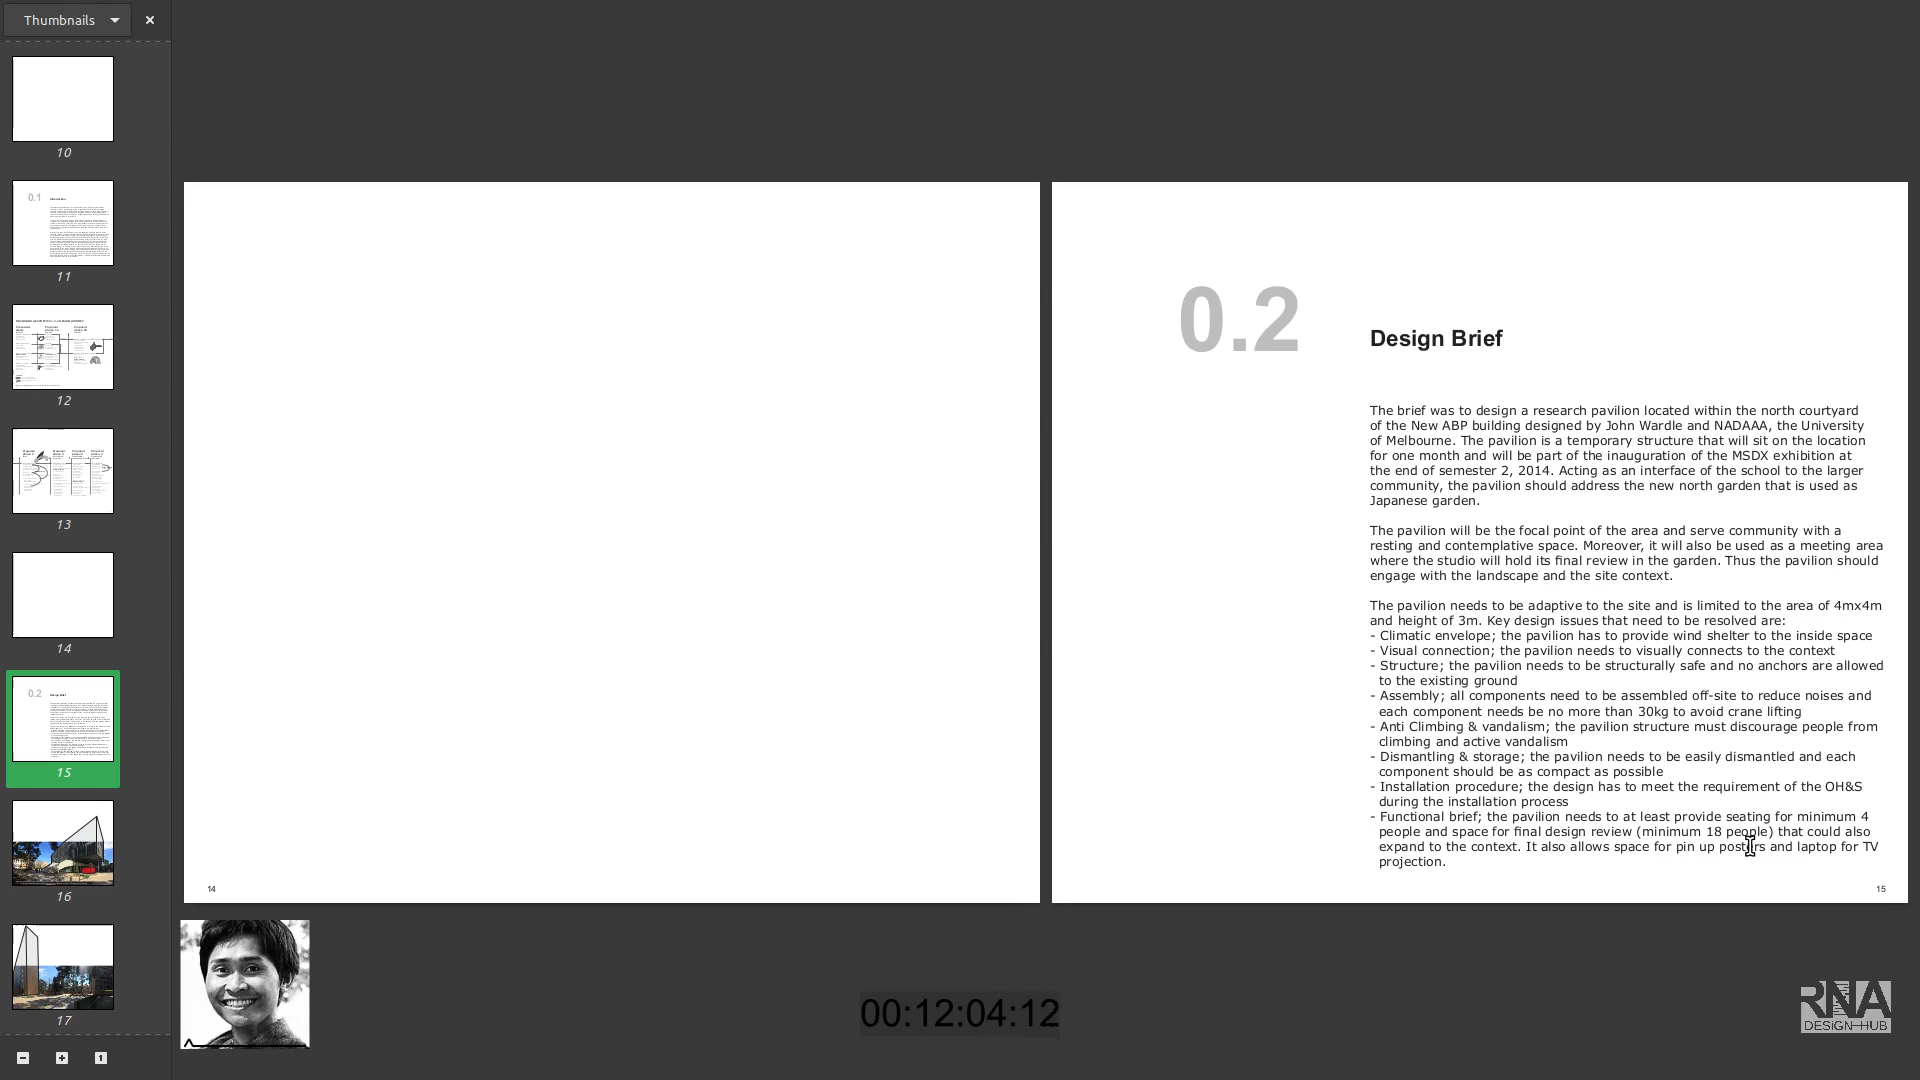 Thumbnails
10
0.1
11
12
13
14
0.2
Design Brief
15
16
17
0.2
Design Brief
The brief was to design a research pavilion located within the north courtyard
of the New ABP building designed by John Wardle and NADAAA, the University
of Melbourne. The pavilion is a temporary structure that will sit on the location
for one month and will be part of the inauguration of the MSDX exhibition at
the end of semester 2, 2014. Acting as an interface of the school to the larger
community, the pavilion should address the new north garden that is used as
Japanese garden.
The pavilion will be the focal point of the area and serve community with a
resting and contemplative space. Moreover, it will also be used as a meeting area
where the studio will hold its final review in the garden. Thus the pavilion should
engage with the landscape and the site context.
The pavilion needs to be adaptive to the site and is limited to the area of 4mx4m
and height of 3m. Key design issues that need to be resolved are:
- Climatic envelope; the pavilion has to provide wind shelter to the inside space
- Visual connection; the pavilion needs to visually connects to the context
- Structure; the pavilion needs to be structurally safe and no anchors are allowed
to the existing ground
- Assembly; all components need to be assembled off-site to reduce noises and
each component needs be no more than 30kg to avoid crane lifting
- Anti Climbing & vandalism; the pavilion structure must discourage people from
climbing and active vandalism
- Dismantling & storage; the pavilion needs to be easily dismantled and each
component should be as compact as possible
- Installation procedure; the design has to meet the requirement of the OH&S
during the installation process
- Functional brief; the pavilion needs to at least provide seating for minimum 4
people and space for final design review (minimum 18 people) that could also
expand to the context. It also allows space for pin up posters and laptop for TV
projection.
14
15
00:12:04:12
RNA
DESIGN-HUB